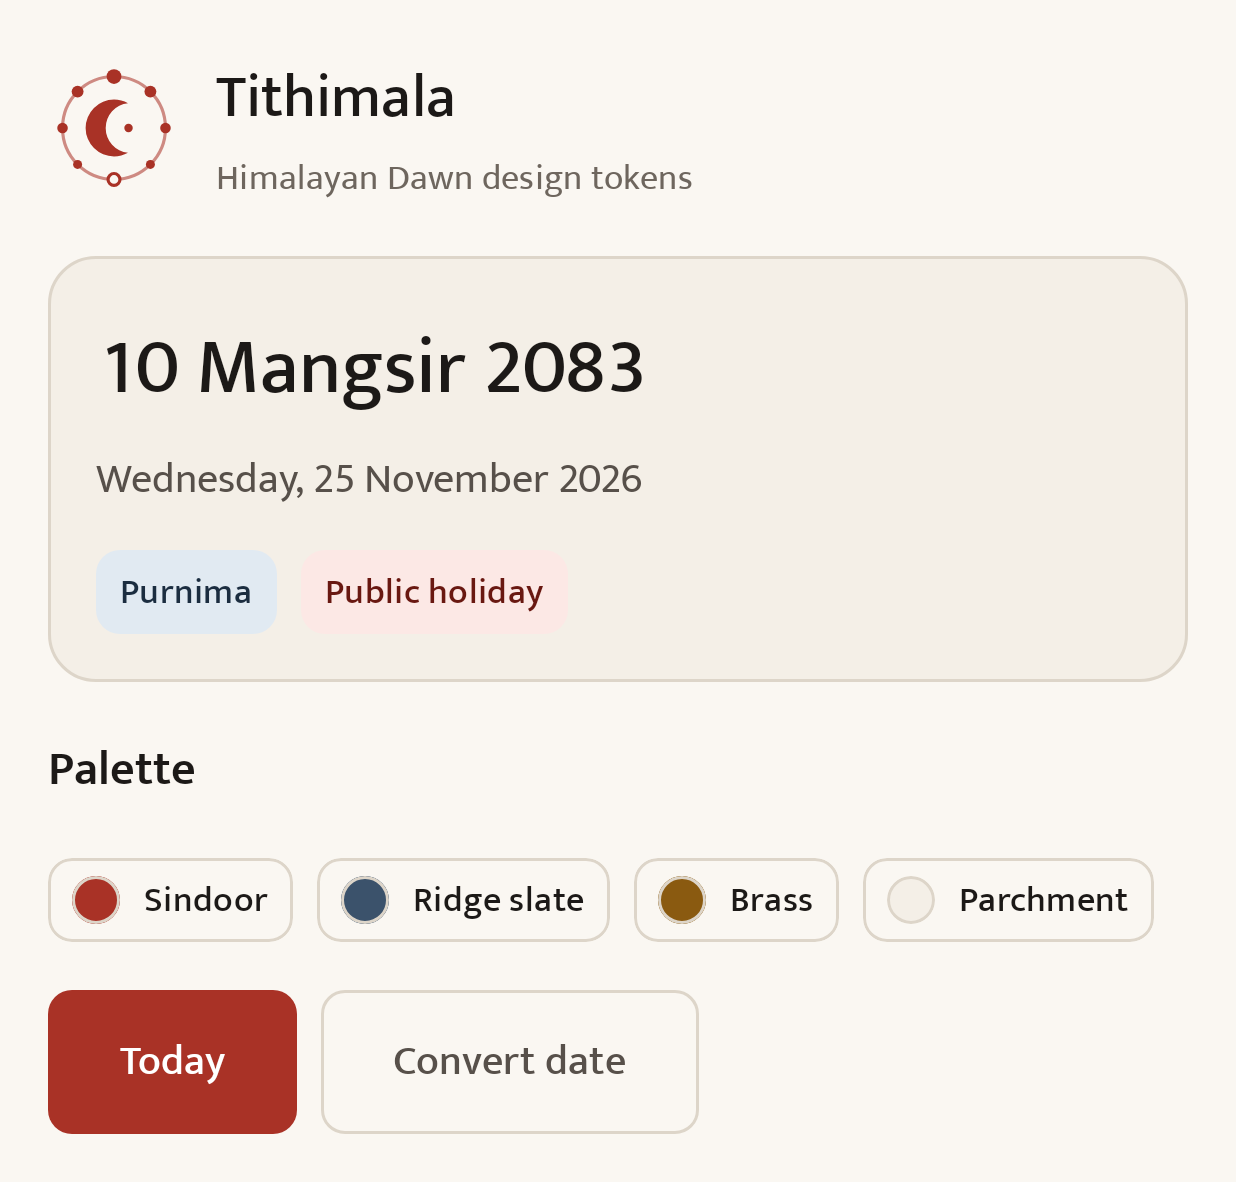 Tithimala
Himalayan Dawn design tokens
10 Mangsir 2083
Wednesday, 25 November 2026
Purnima
Public holiday
Palette
Sindoor
Ridge slate
Brass
Parchment
Today
Convert date